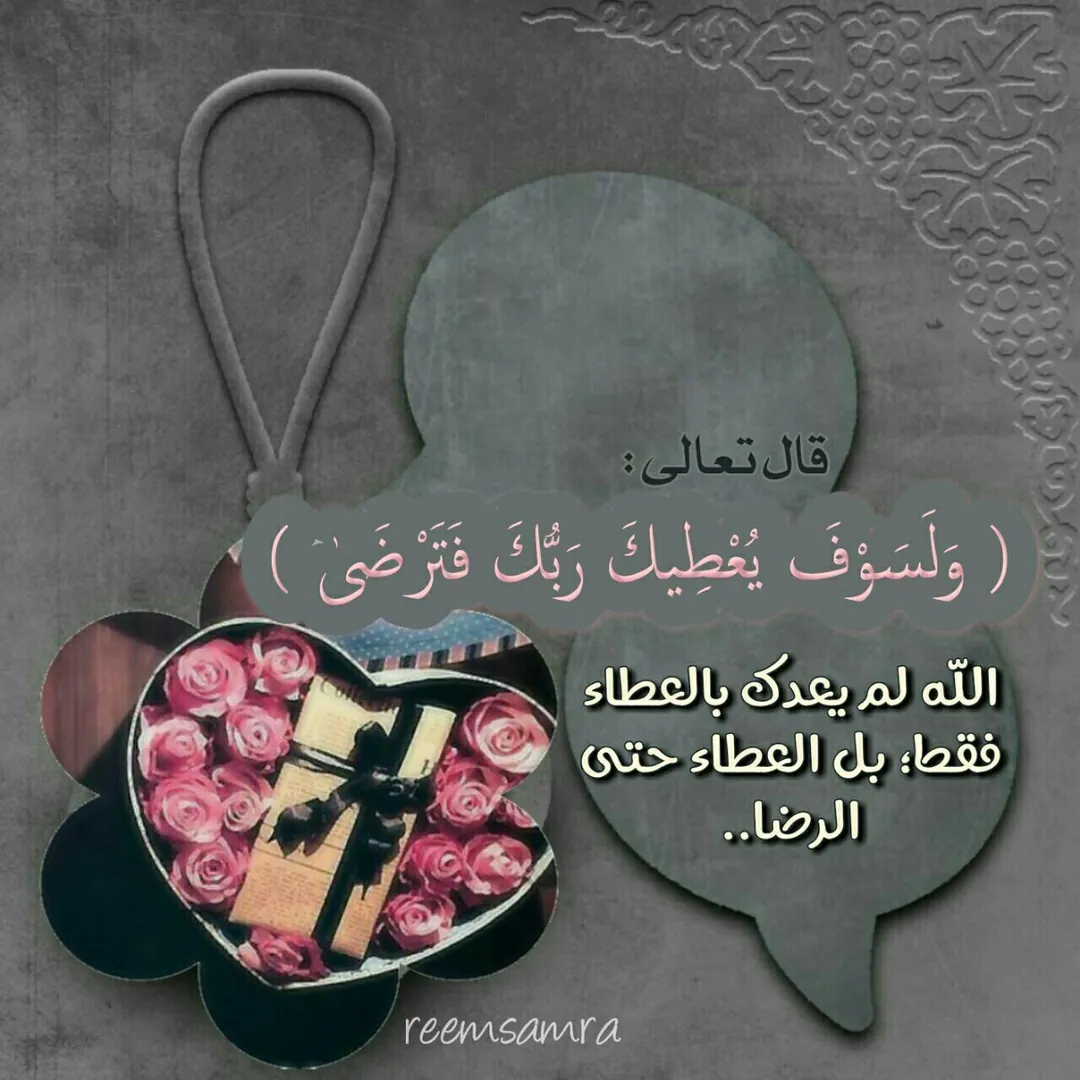 قال تعالى:
( وَلَسَوْفَ يُعْطِيكَ رَبُّكَ فَتَرْضَىٰ )
الله لم يعدك بالعطاء
فقط؛ بل العطاء حتى
الرضا..
reemsamra